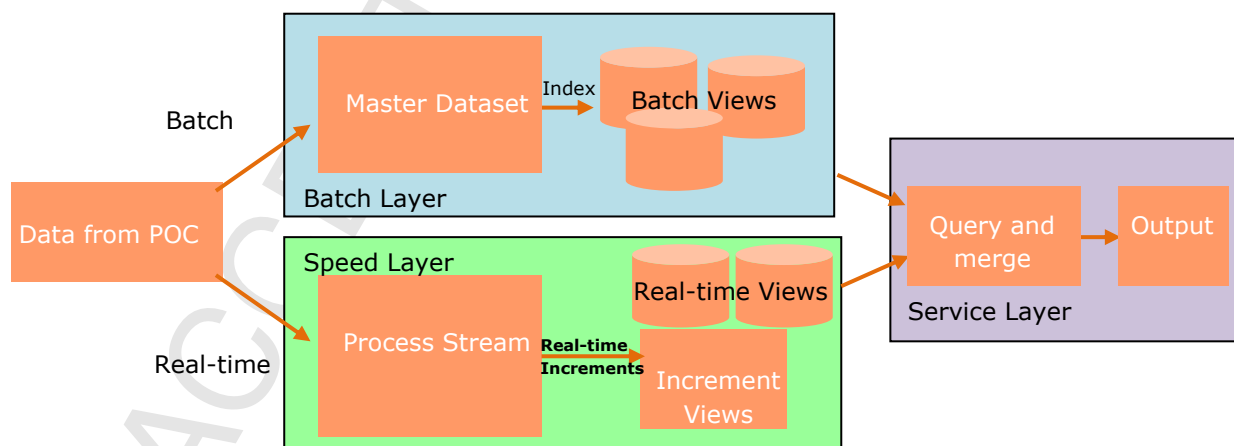 Batch
Data from POC
Real-time
Master Dataset
Index
Batch Views
Batch Layer
Speed Layer
Process Stream
Real-time
Increments
Real-time Views
Increment
Views
Query and
merge
Output
Service Layer
ACCE